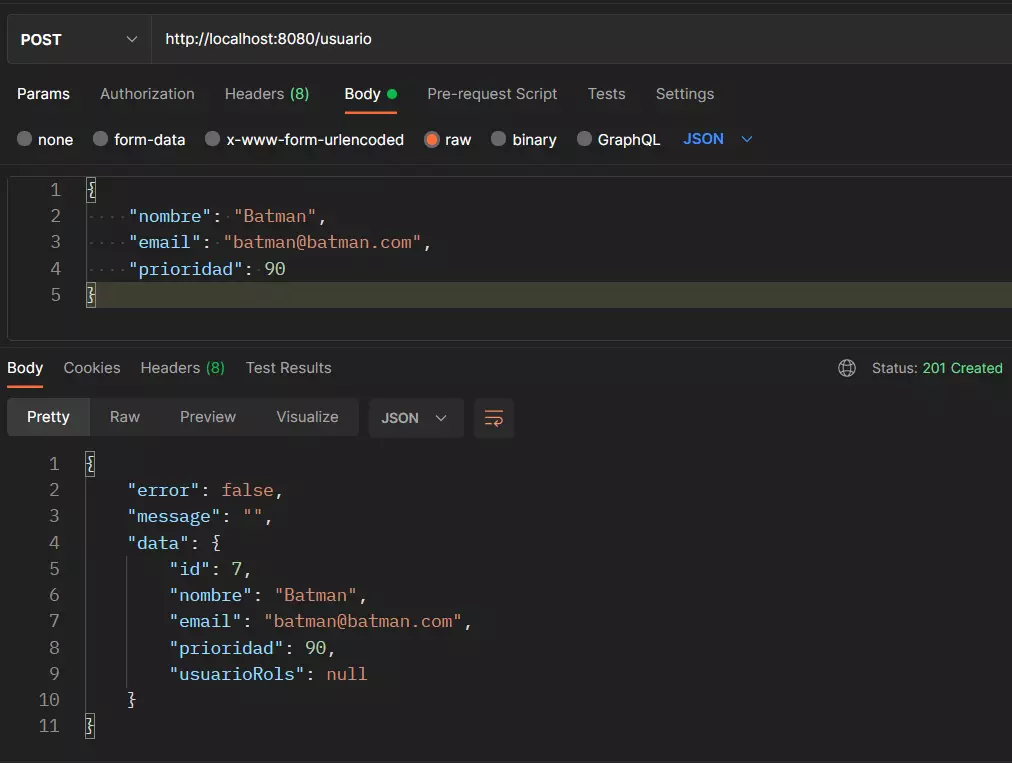 POST http://localhost:8080/usuario
Params Authorization Headers (8) Body Pre-request Script Tests Settings
none form-data x-www-form-urlencoded raw binary GraphQL JSON
1 {
2 "nombre": "Batman",
3 "email": "batman@batman.com",
4 "prioridad": 90
5 }
Body Cookies Headers (8) Test Results Status: 201 Created
Pretty Raw Preview Visualize JSON
1 {
2 "error": false,
3 "message": "",
4 "data": {
5 "id": 7,
6 "nombre": "Batman",
7 "email": "batman@batman.com",
8 "prioridad": 90,
9 "usuarioRols": null
10 }
11 }